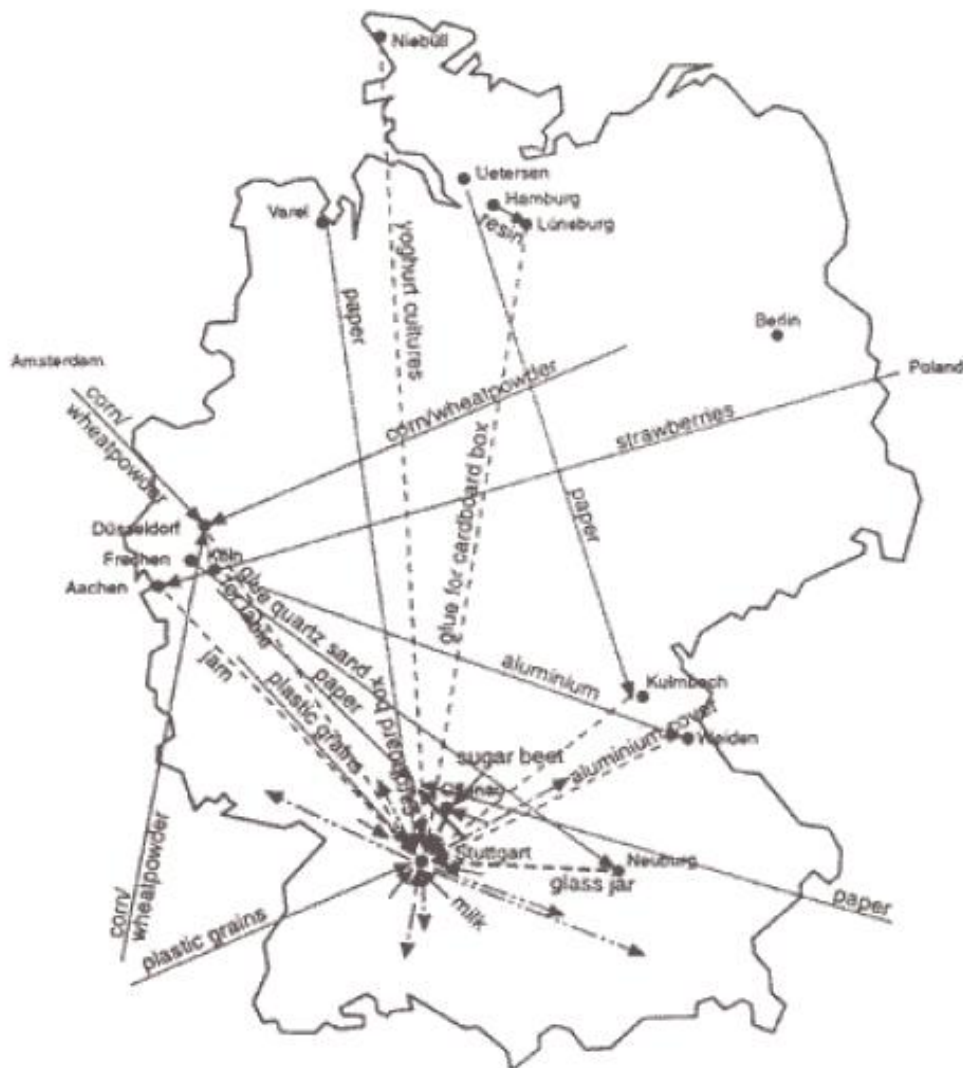 Niebüll
Uetersen
Hamburg
Lüneburg
resin
Varel
paper
yoghurt cultures
Berlin
Amsterdam
Poland
corn/
wheatpowder
corn/wheatpowder
strawberries
glue for cardboard box
paper
Düsseldorf
Frechen
Köln
Aachen
glue
quartz sand
jam
plastic grains
paper
aluminium
Kulmbach
aluminium cover
Weiden
sugar beet
Stuttgart
Neuburg
glass jar
milk
paper
corn/
wheatpowder
plastic grains